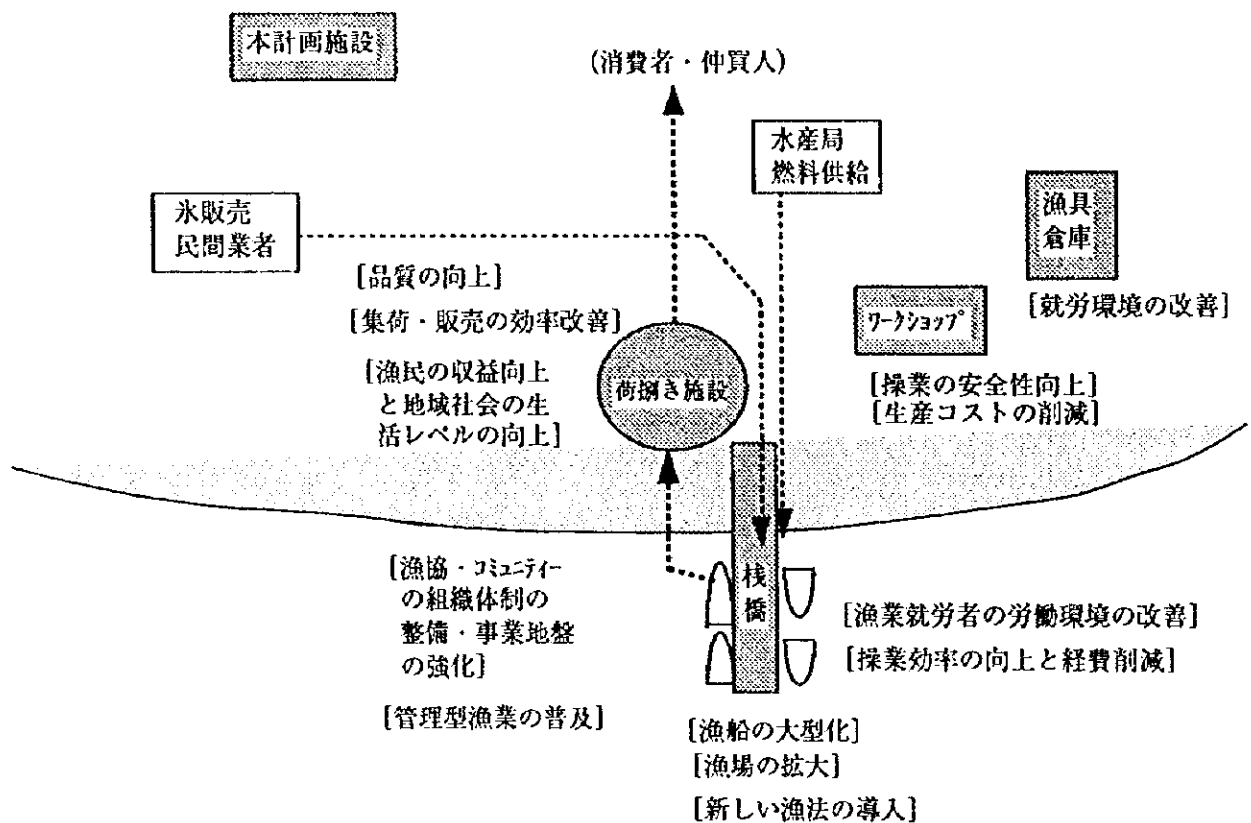 本計画施設
(消費者・仲買人)
水産局
燃料供給
氷販売
民間業者
漁具
倉庫
[品質の向上]
[就労環境の改善]
[集荷・販売の効率改善]
ワークショップ
荷捌き施設
[漁民の収益向上
と地域社会の生
活レベルの向上]
[操業の安全性向上]
[生産コストの削減]
[漁協・コミュニティー
の組織体制の
整備・事業地盤
の強化]
桟
橋
[漁業就労者の労働環境の改善]
[操業効率の向上と経費削減]
[管理型漁業の普及]
[漁船の大型化]
[漁場の拡大]
[新しい漁法の導入]